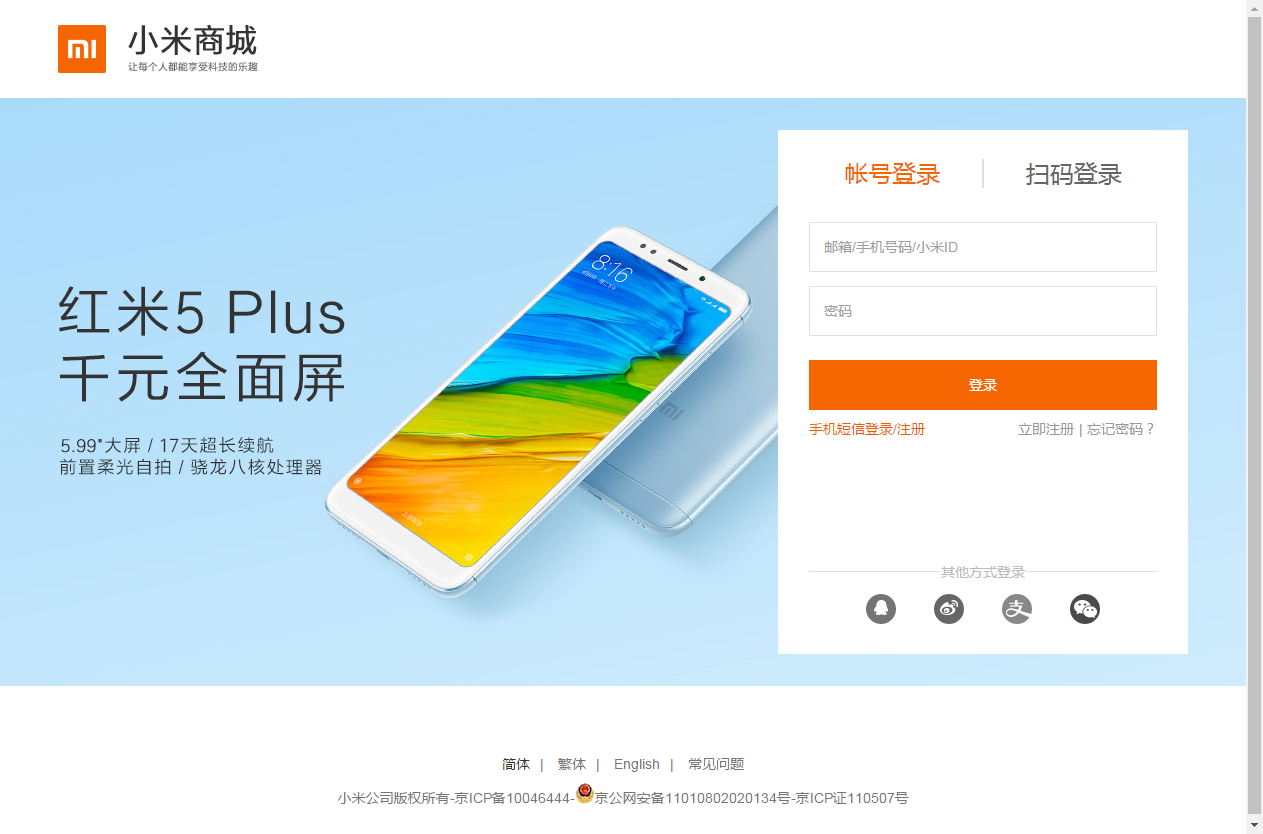 小米商城
让每个人都能享受科技的乐趣
帐号登录
扫码登录
邮箱/手机号码/小米ID
密码
登录
手机短信登录/注册
立即注册 | 忘记密码？
其他方式登录
红米5 Plus
千元全面屏
5.99"大屏 / 17天超长续航
前置柔光自拍 / 骁龙八核处理器
8:16
简体 | 繁体 | English | 常见问题
小米公司版权所有-京ICP备10046444-京公网安备11010802020134号-京ICP证110507号